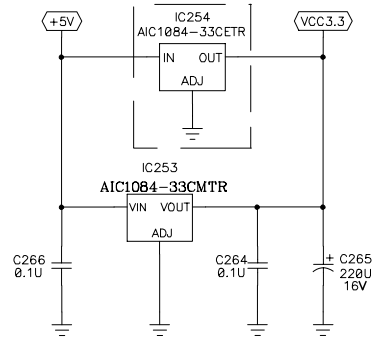 +5V
IC254
AIC1084-33CETR
VCC3.3
IN OUT
ADJ
IC253
AIC1084-33CMTR
VIN VOUT
ADJ
C266
0.1U
C264
0.1U
+
C265
220U
16V